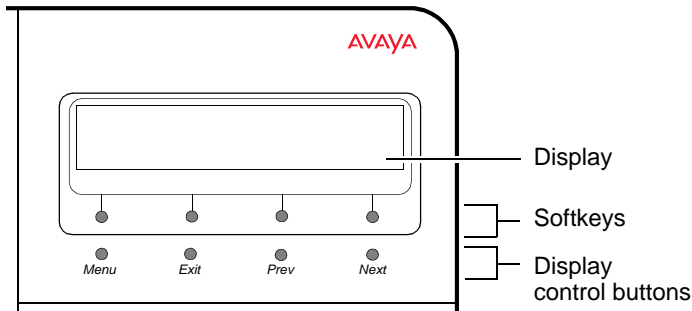 AVAYA
Display
Softkeys
Menu Exit Prev Next
Display
control buttons